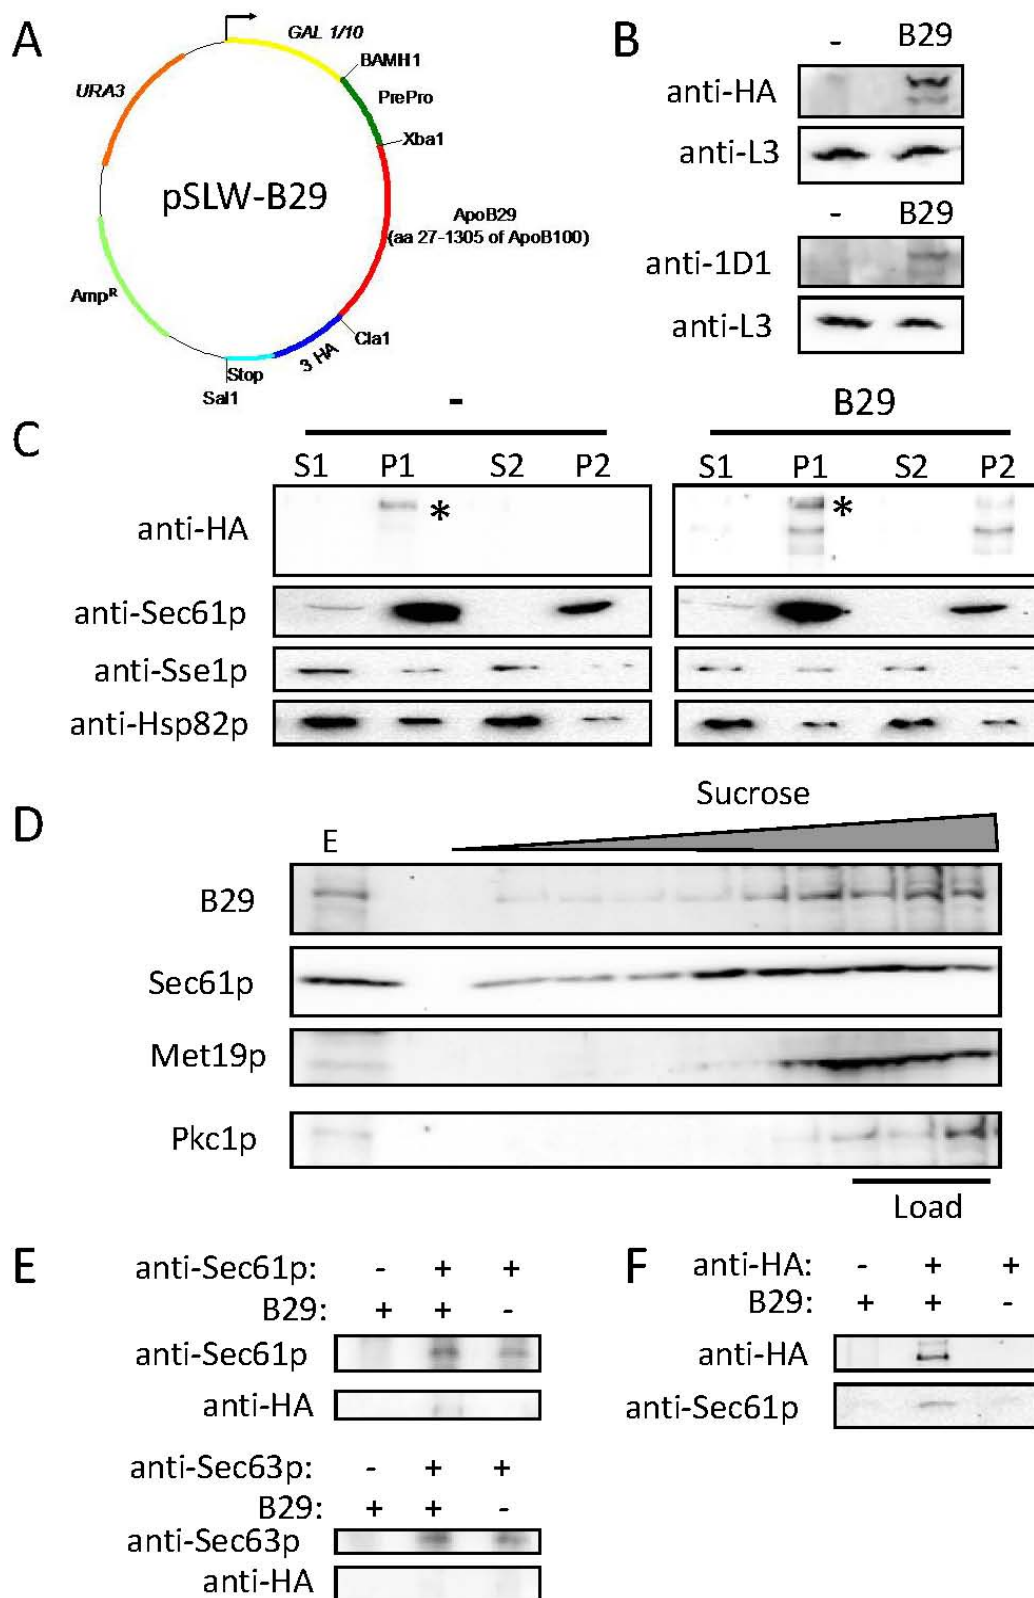 A
GAL 1/10
BAMH1
PrePro
Xba1
URA3
pSLW-B29
ApoB29
(aa 27-1305 of ApoB100)
Amp^R
Cla1
3 HA
Stop
Sal1
B
- B29
anti-HA
anti-L3
- B29
anti-1D1
anti-L3
C
- B29
S1 P1 S2 P2 S1 P1 S2 P2
anti-HA * *
anti-Sec61p
anti-Sse1p
anti-Hsp82p
D
Sucrose
E
B29
Sec61p
Met19p
Pkc1p
Load
E
anti-Sec61p: - + +
B29: + + -
anti-Sec61p
anti-HA
anti-Sec63p: - + +
B29: + + -
anti-Sec63p
anti-HA
F
anti-HA: - + +
B29: + + -
anti-HA
anti-Sec61p